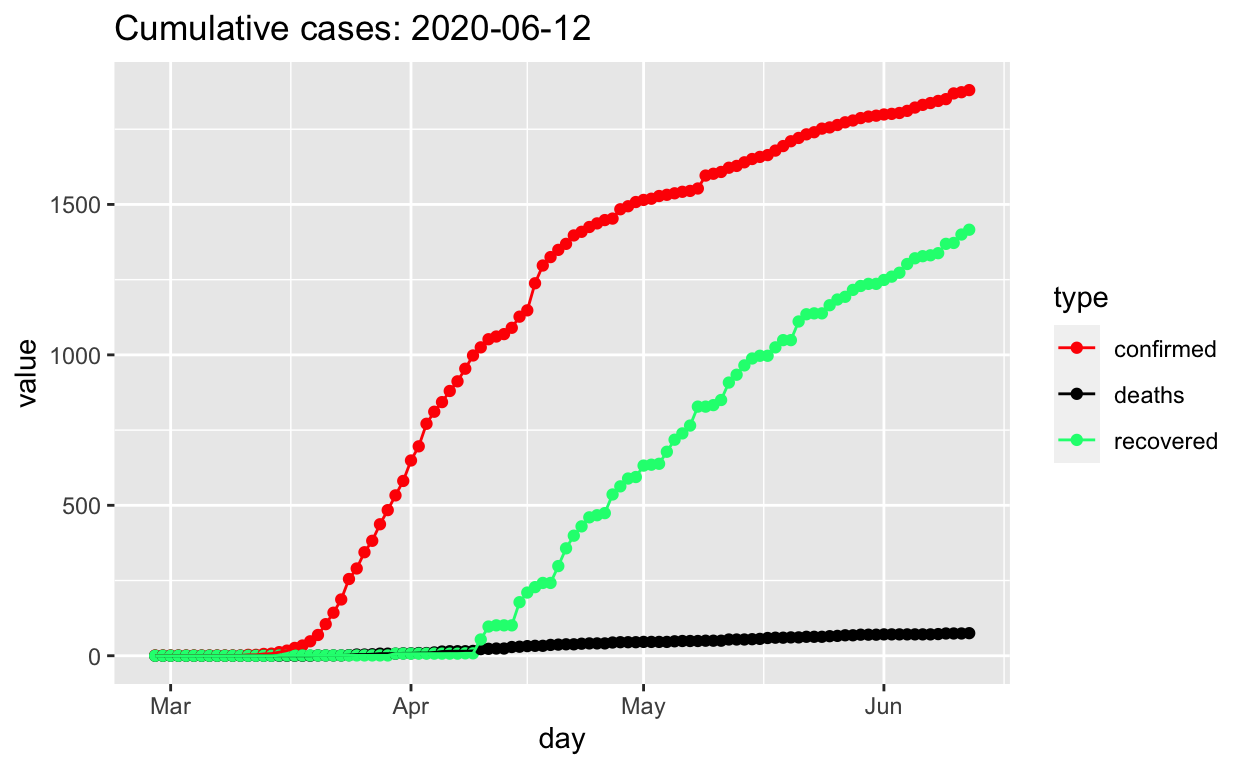 Cumulative cases: 2020-06-12
value
1500
1000
500
0
Mar
Apr
May
Jun
day
type
confirmed
deaths
recovered